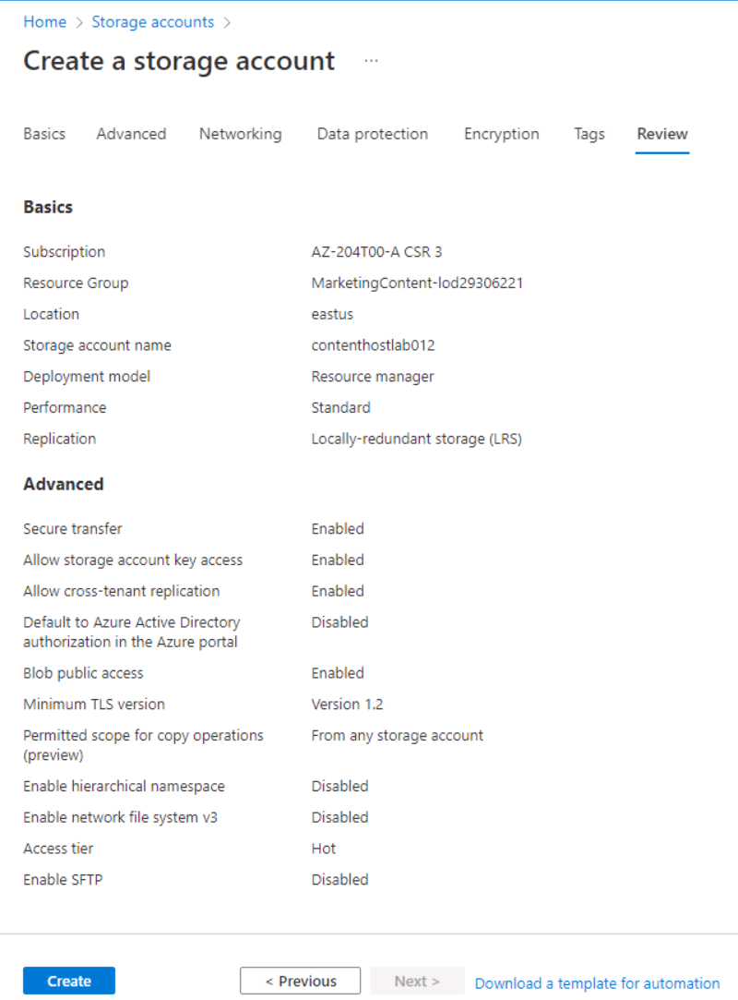 Home > Storage accounts >
Create a storage account ...
Basics Advanced Networking Data protection Encryption Tags Review
Basics
Subscription AZ-204T00-A CSR 3
Resource Group MarketingContent-lod29306221
Location eastus
Storage account name contenthostlab012
Deployment model Resource manager
Performance Standard
Replication Locally-redundant storage (LRS)
Advanced
Secure transfer Enabled
Allow storage account key access Enabled
Allow cross-tenant replication Enabled
Default to Azure Active Directory Disabled
authorization in the Azure portal
Blob public access Enabled
Minimum TLS version Version 1.2
Permitted scope for copy operations From any storage account
(preview)
Enable hierarchical namespace Disabled
Enable network file system v3 Disabled
Access tier Hot
Enable SFTP Disabled
Create < Previous Next > Download a template for automation